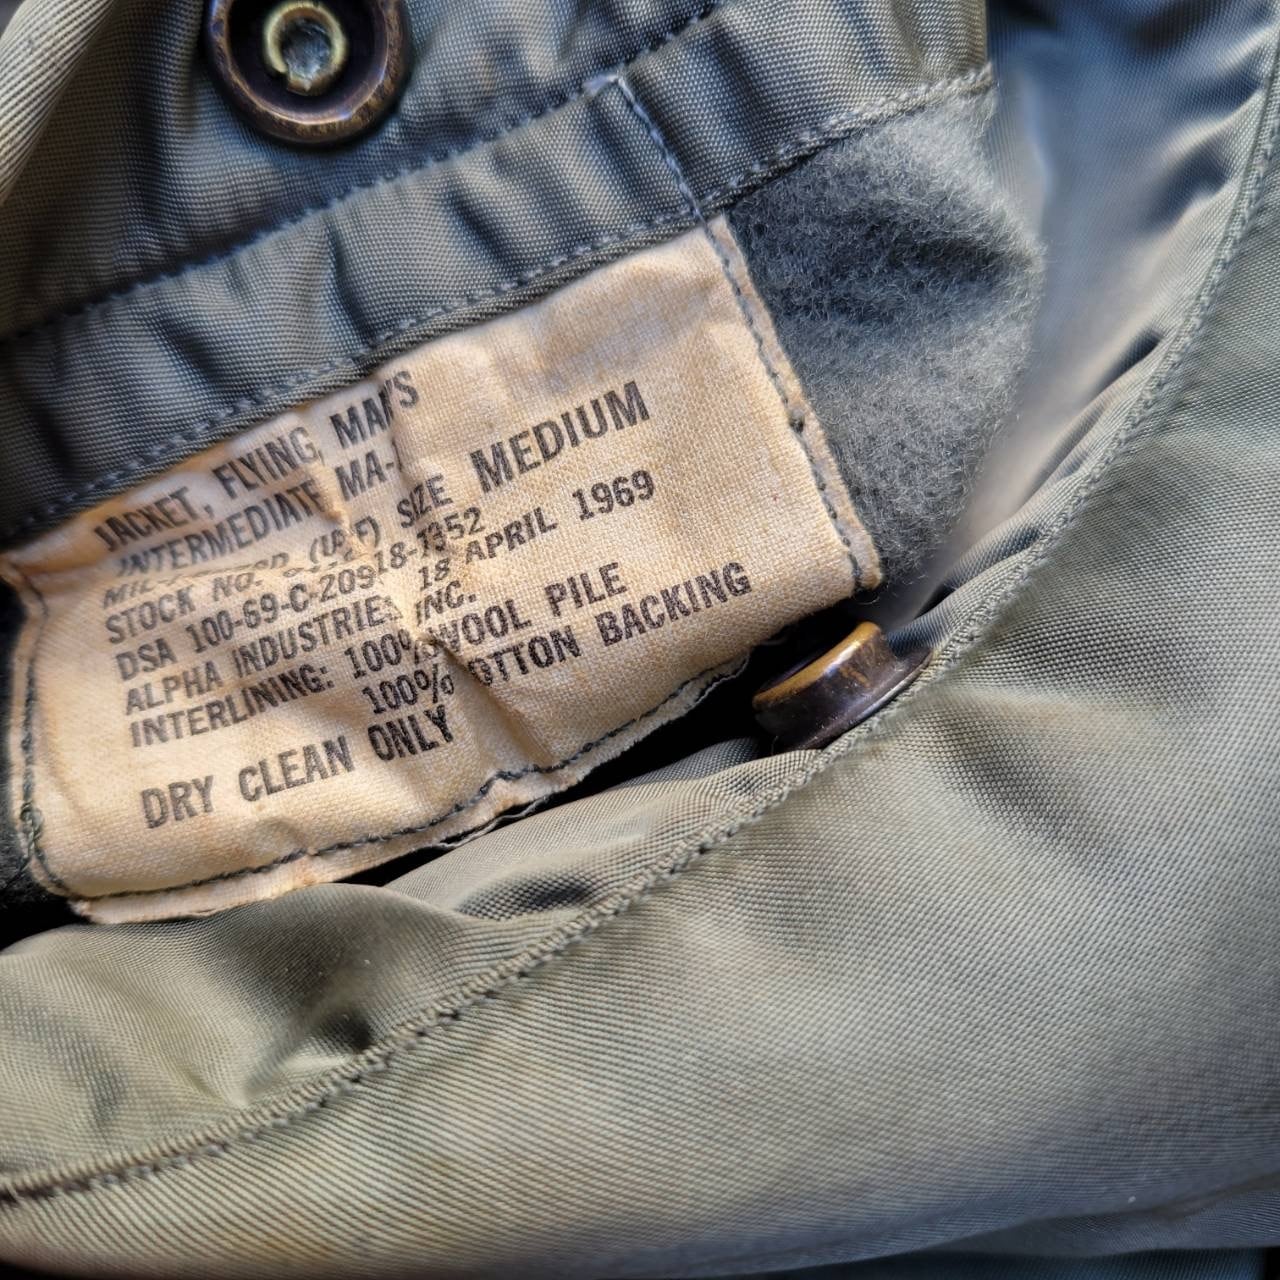 JACKET, FLYING, MAN'S
INTERMEDIATE MA-
(USAF) SIZE MEDIUM
STOCK NO.
DSA 100-69-C-20918-1352 18 APRIL 1969
ALPHA INDUSTRIES INC.
INTERLINING: 100% WOOL PILE
100% COTTON BACKING
DRY CLEAN ONLY